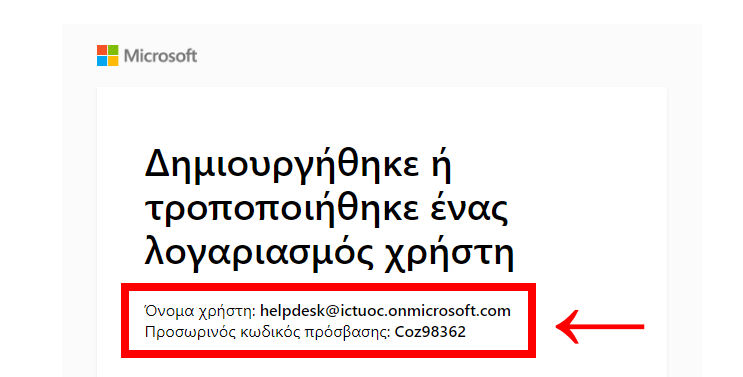 Microsoft
Δημιουργήθηκε ή
τροποποιήθηκε ένας
λογαριασμός χρήστη
Όνομα χρήστη: helpdesk@ictuoc.onmicrosoft.com
Προσωρινός κωδικός πρόσβασης: Coz98362